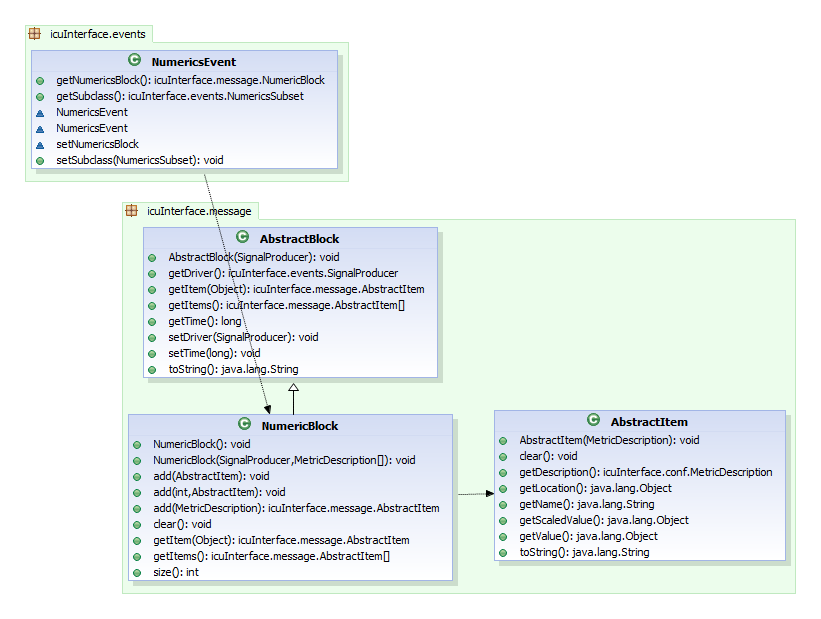 icuInterface.events
NumericsEvent
getNumericsBlock(): icuInterface.message.NumericBlock
getSubclass(): icuInterface.events.NumericsSubset
NumericsEvent
NumericsEvent
setNumericsBlock
setSubclass(NumericsSubset): void
icuInterface.message
AbstractBlock
AbstractBlock(SignalProducer): void
getDriver(): icuInterface.events.SignalProducer
getItem(Object): icuInterface.message.AbstractItem
getItems(): icuInterface.message.AbstractItem[]
getTime(): long
setDriver(SignalProducer): void
setTime(long): void
toString(): java.lang.String
NumericBlock
NumericBlock(): void
NumericBlock(SignalProducer,MetricDescription[]): void
add(AbstractItem): void
add(int,AbstractItem): void
add(MetricDescription): icuInterface.message.AbstractItem
clear(): void
getItem(Object): icuInterface.message.AbstractItem
getItems(): icuInterface.message.AbstractItem[]
size(): int
AbstractItem
AbstractItem(MetricDescription): void
clear(): void
getDescription(): icuInterface.conf.MetricDescription
getLocation(): java.lang.Object
getName(): java.lang.String
getScaledValue(): java.lang.Object
getValue(): java.lang.Object
toString(): java.lang.String